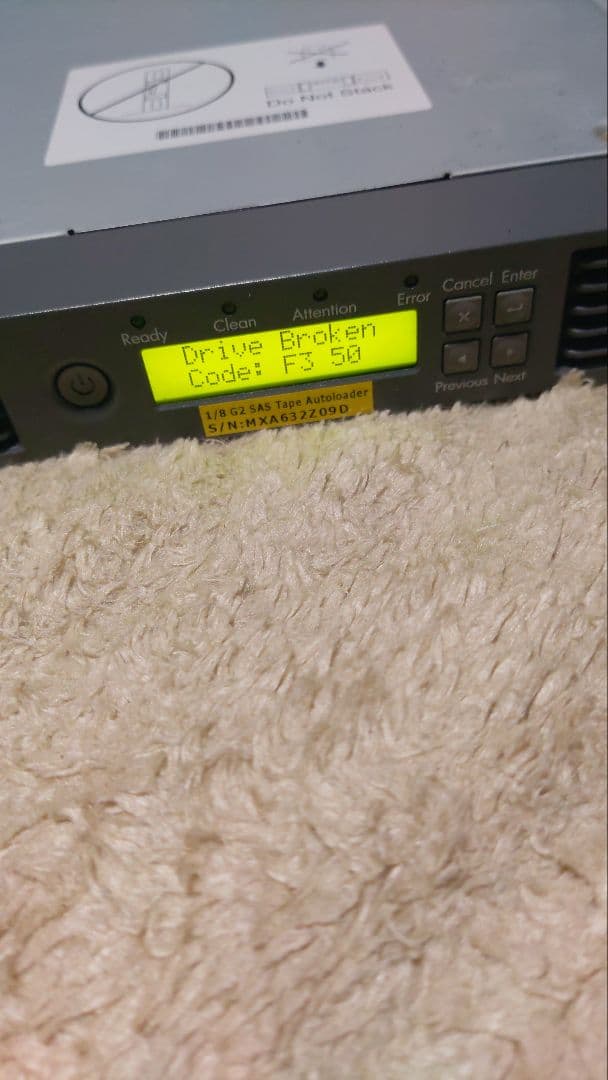 Do Not Stack
Cancel Enter
Ready Clean Attention Error
Drive Broken
Code: F3 50
Previous Next
1/8 G2 SAS Tape Autoloader
S/N:MXA632Z09D